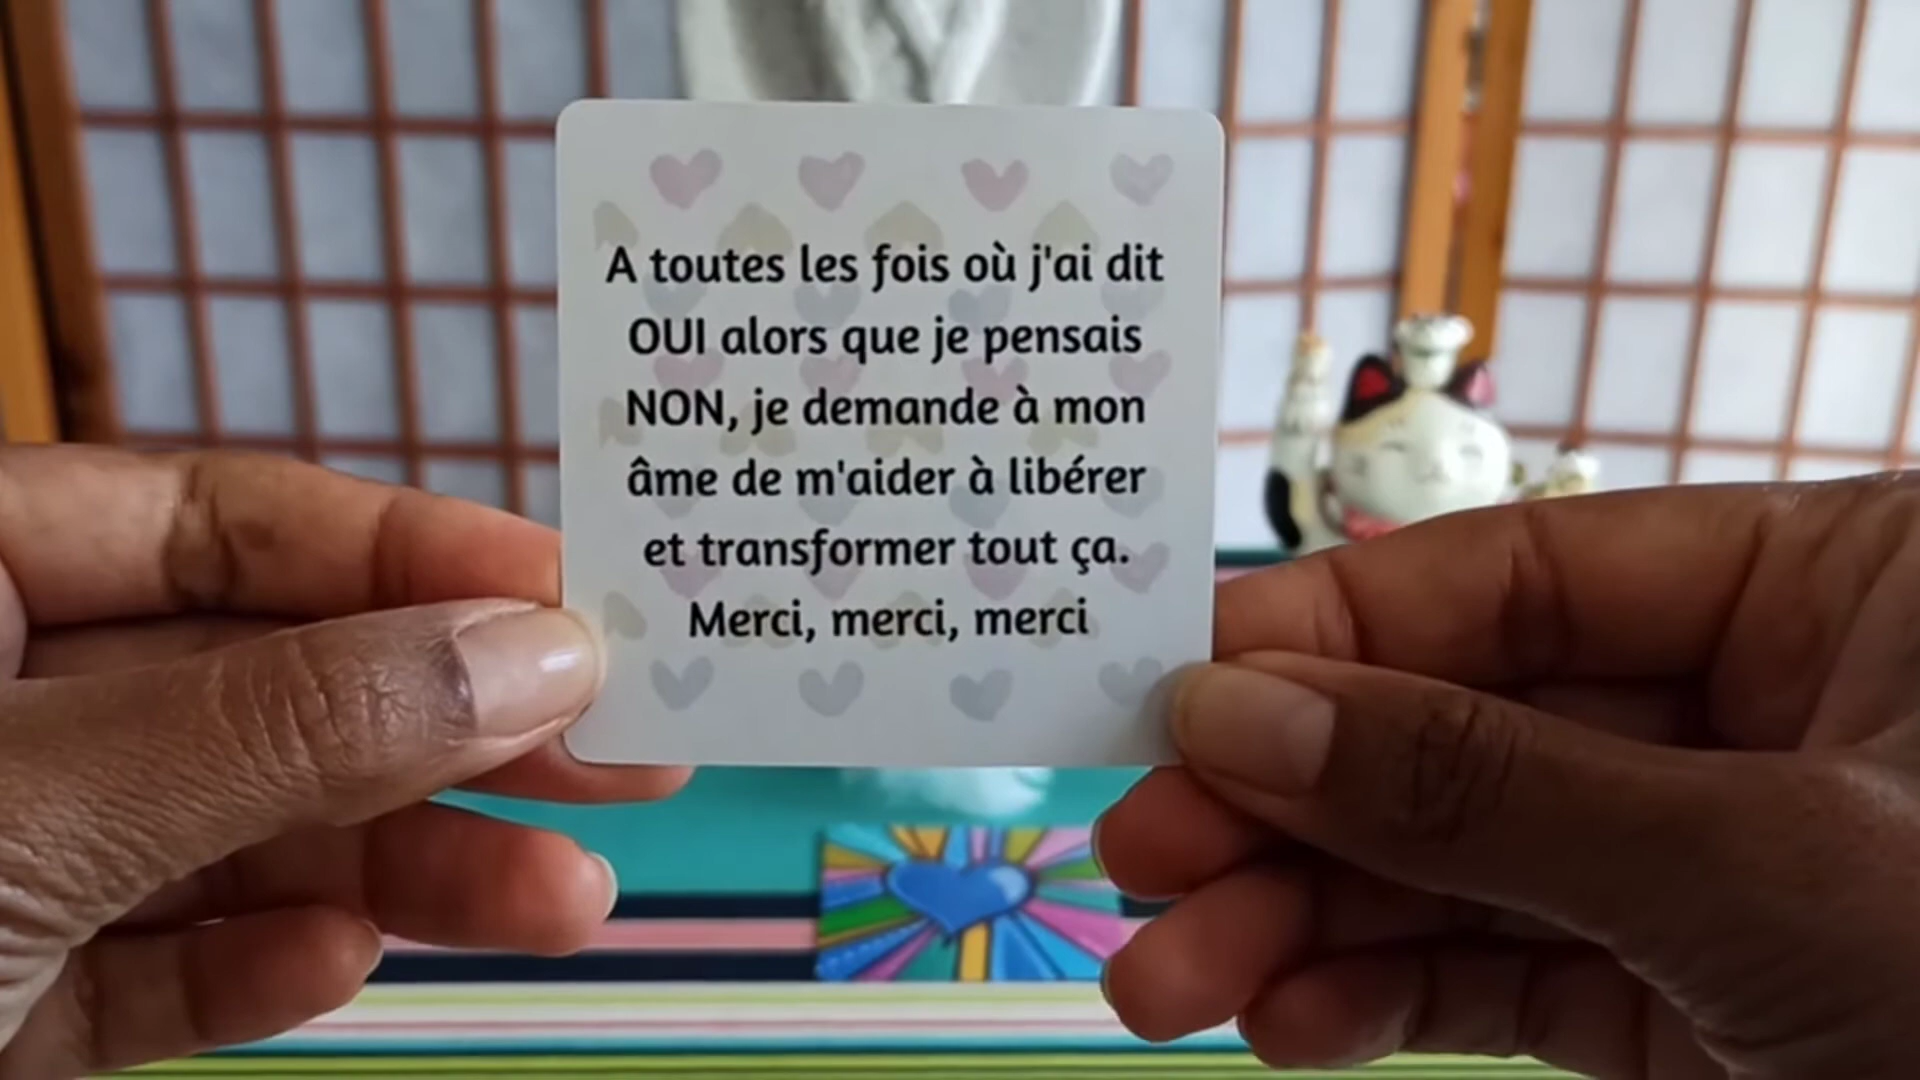 A toutes les fois où j'ai dit
OUI alors que je pensais
NON, je demande à mon
âme de m'aider à libérer
et transformer tout ça.
Merci, merci, merci